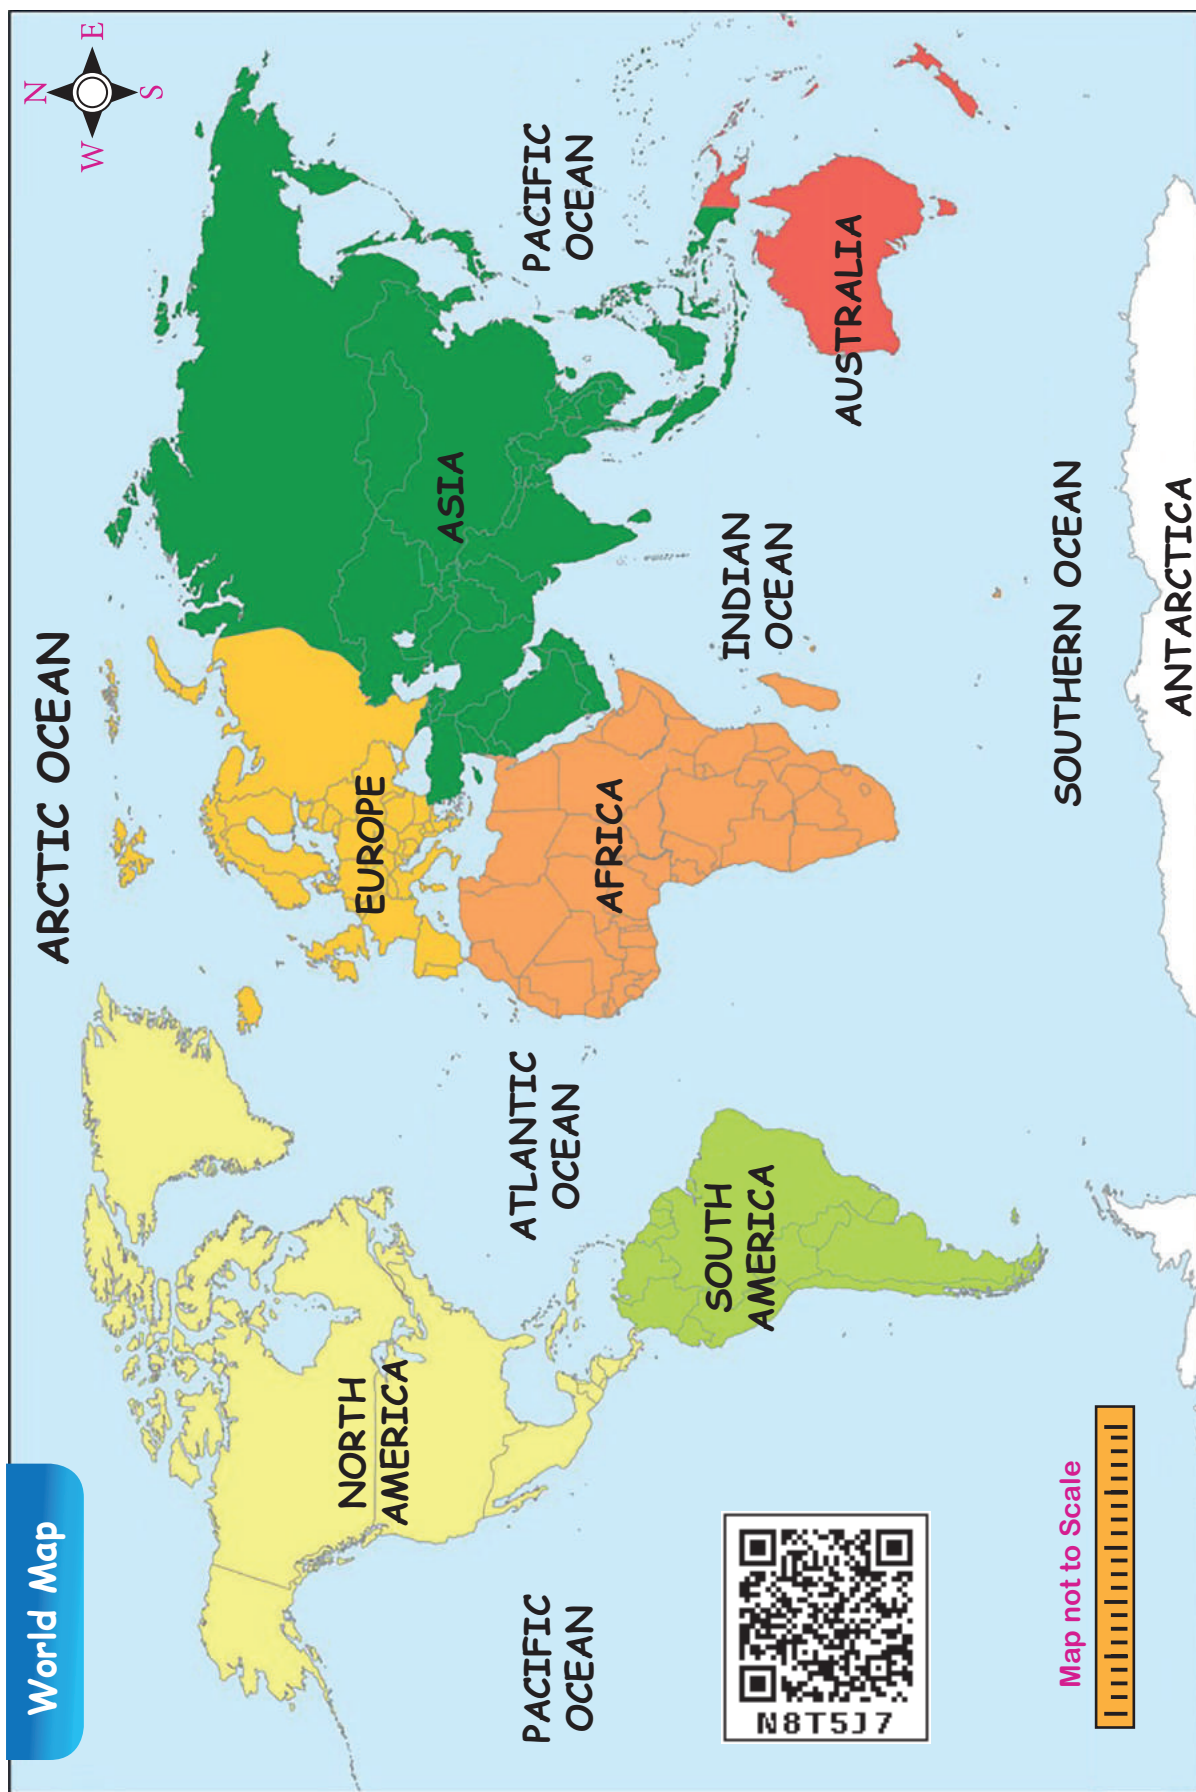 World Map
N
W
E
S
ARCTIC OCEAN
NORTH
AMERICA
EUROPE
ASIA
PACIFIC
OCEAN
ATLANTIC
OCEAN
AFRICA
PACIFIC
OCEAN
SOUTH
AMERICA
INDIAN
OCEAN
AUSTRALIA
N8T5J7
SOUTHERN OCEAN
Map not to Scale
ANTARCTICA